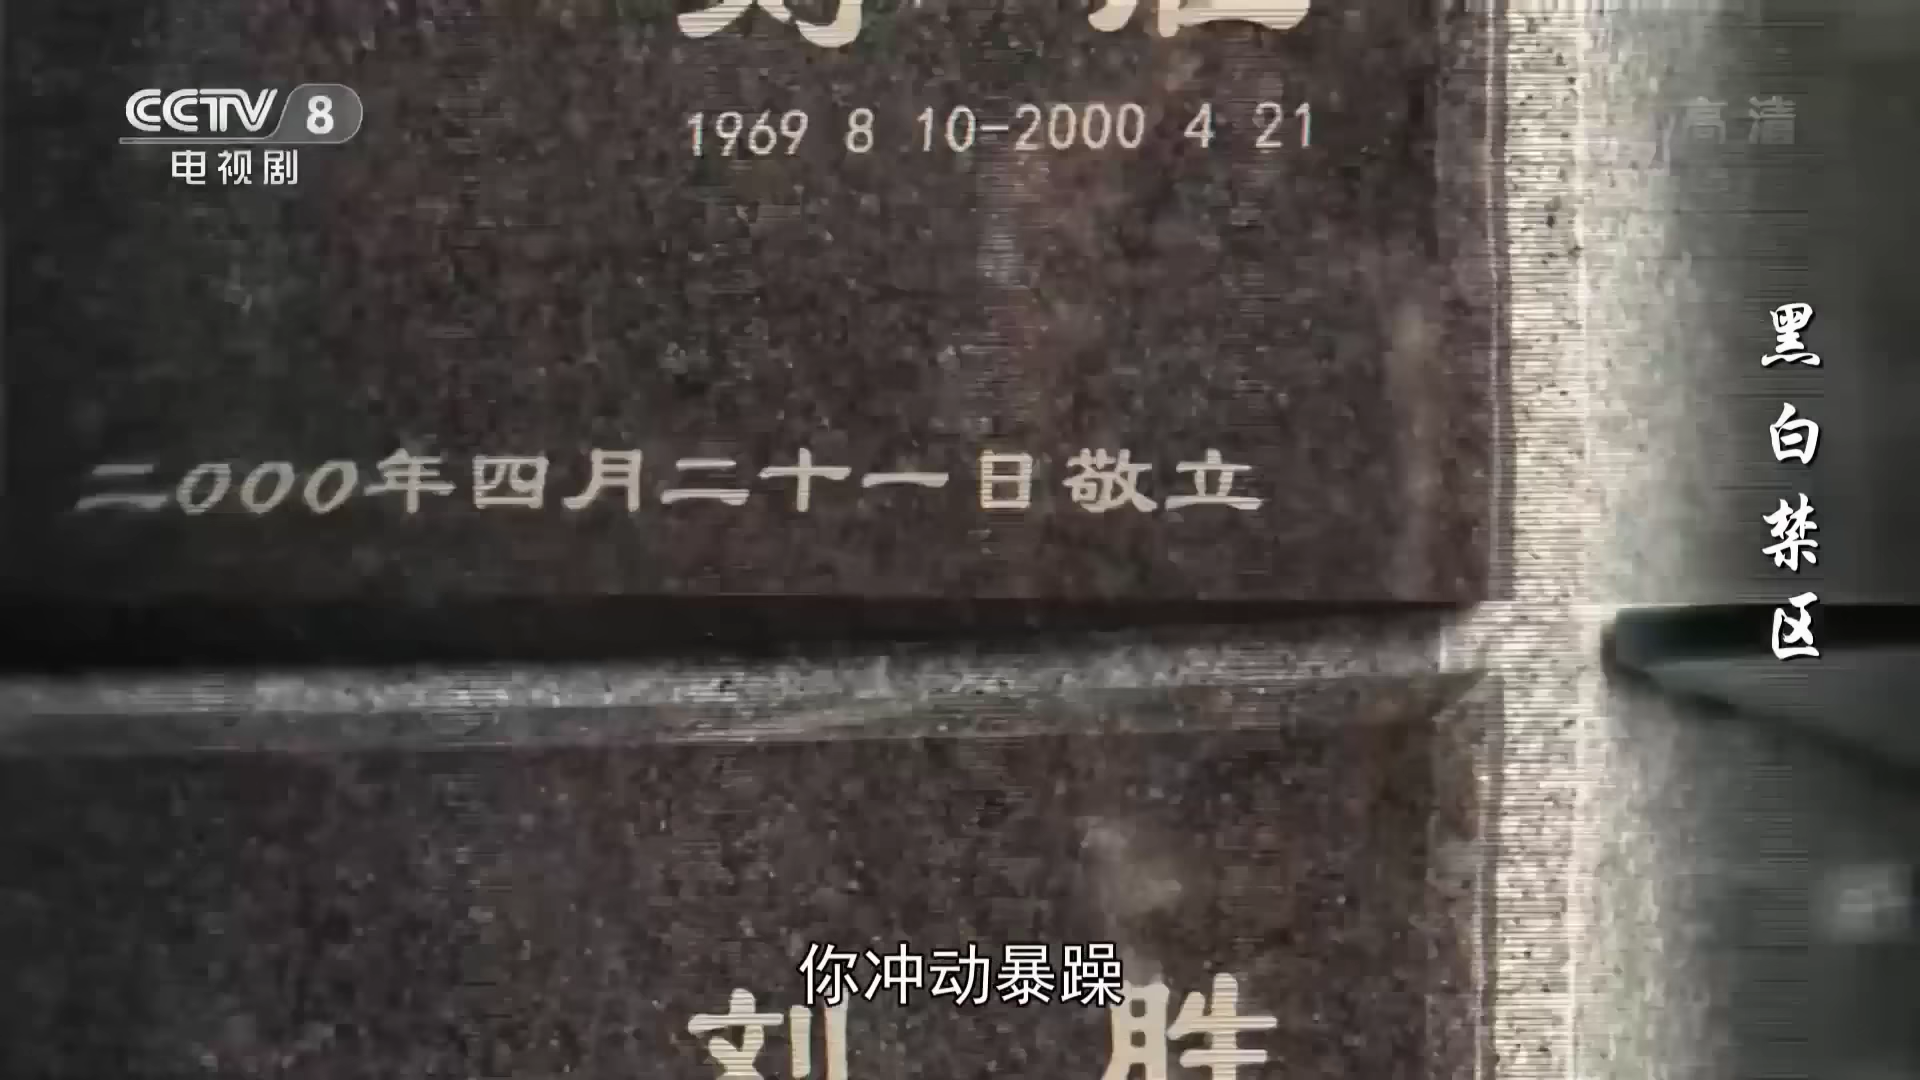 CCTV 8
电视剧
高清
1969 8 10-2000 4 21
二000年四月二十一日敬立
黑白禁区
你冲动暴躁
刘 胜